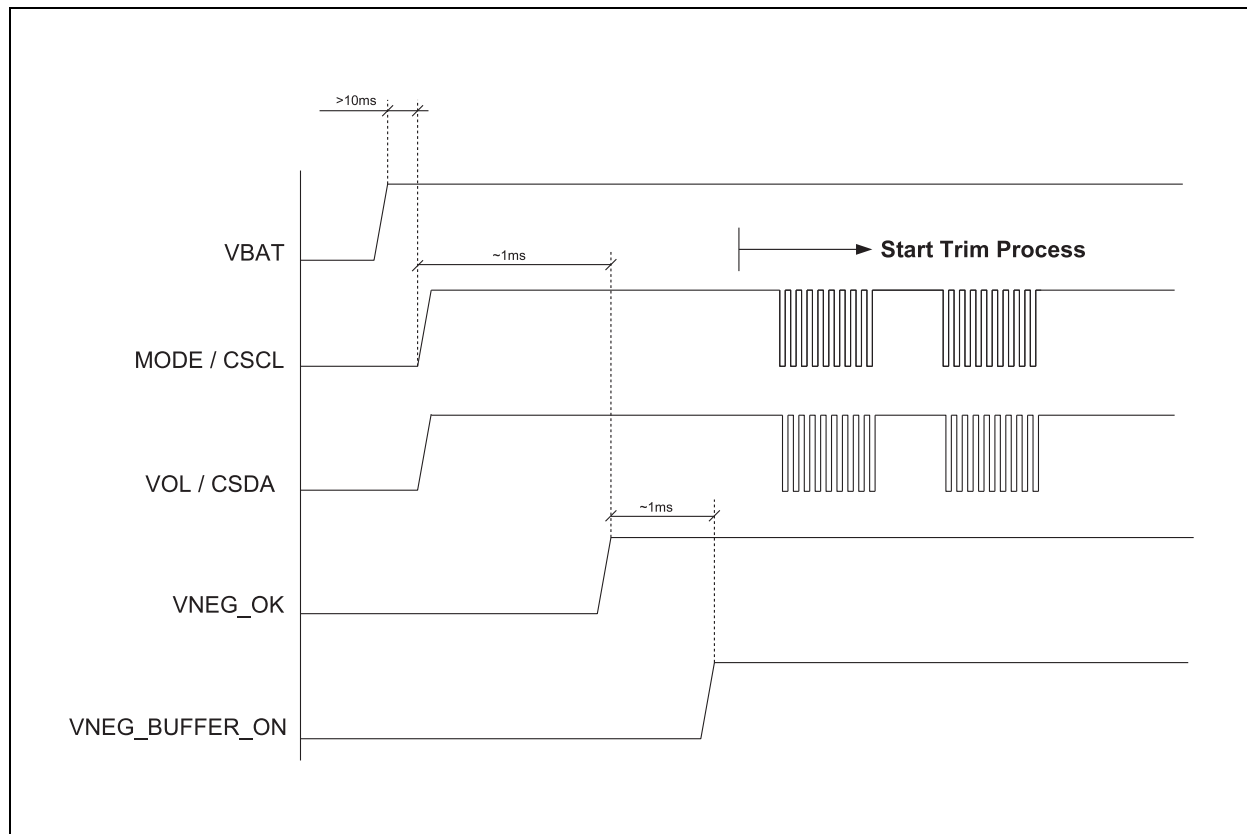 >10ms
VBAT
Start Trim Process
~1ms
MODE / CSCL
VOL / CSDA
~1ms
VNEG_OK
VNEG_BUFFER_ON